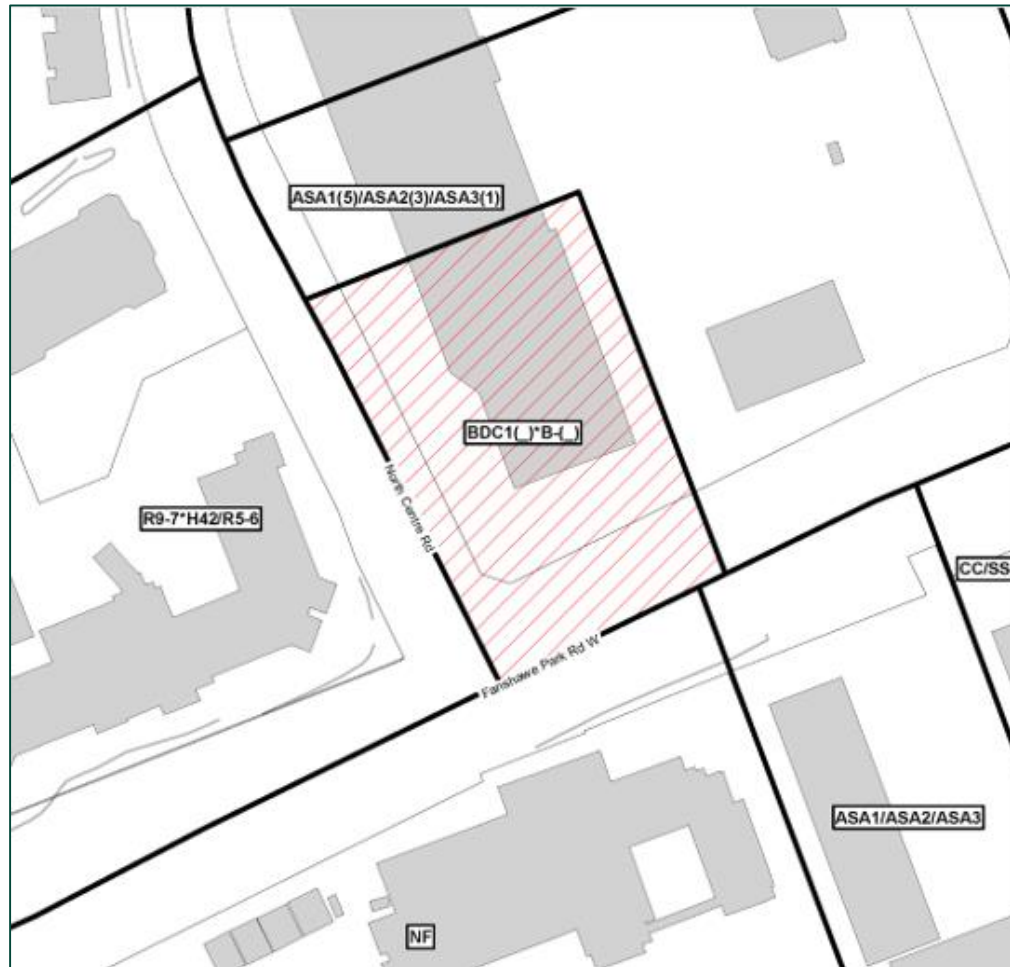 ASA1(5)/ASA2(3)/ASA3(1)
BDC1(_)*B-(_)
North Centre Rd
R9-7*H42/R5-6
CC/SS
Fanshawe Park Rd W
ASA1/ASA2/ASA3
NF